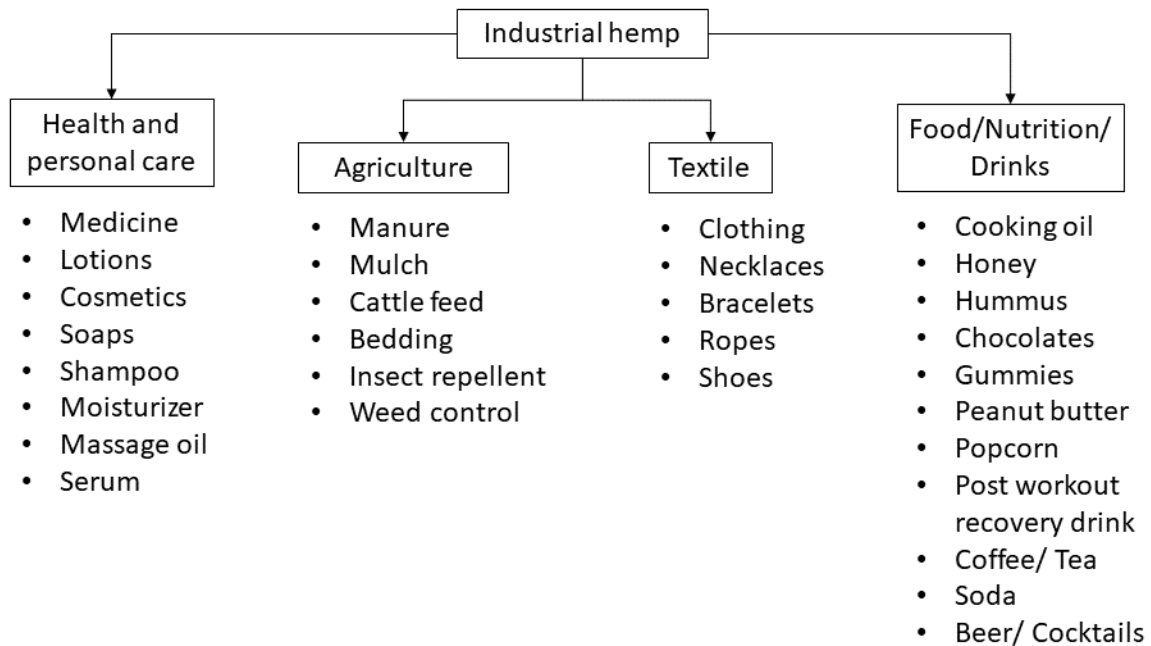 Industrial hemp
Health and
personal care
• Medicine
• Lotions
• Cosmetics
• Soaps
• Shampoo
• Moisturizer
• Massage oil
• Serum
Agriculture
• Manure
• Mulch
• Cattle feed
• Bedding
• Insect repellent
• Weed control
Textile
• Clothing
• Necklaces
• Bracelets
• Ropes
• Shoes
Food/Nutrition/
Drinks
• Cooking oil
• Honey
• Hummus
• Chocolates
• Gummies
• Peanut butter
• Popcorn
• Post workout
recovery drink
• Coffee/ Tea
• Soda
• Beer/ Cocktails